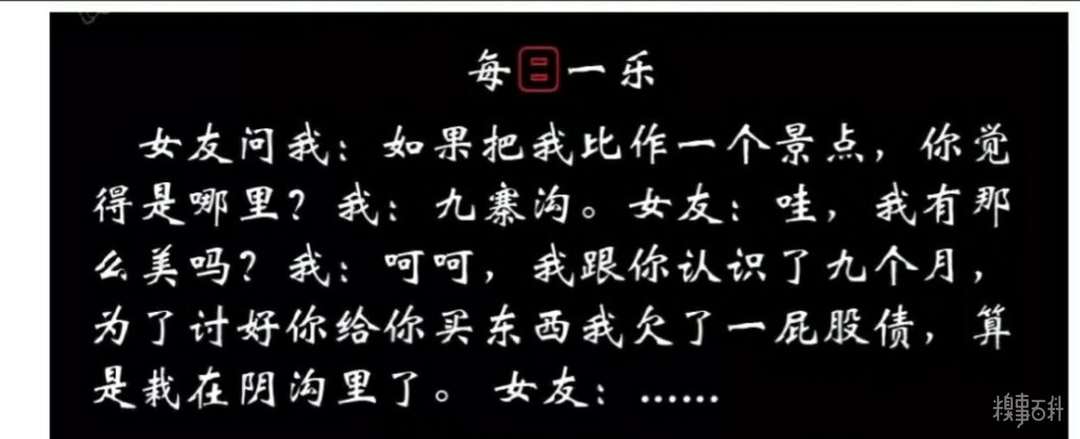 每日一乐
女友问我：如果把我比作一个景点，你觉
得是哪里？我：九寨沟。女友：哇，我有那
么美吗？我：呵呵，我跟你认识了九个月，
为了讨好你给你买东西我欠了一屁股债，算
是栽在阴沟里了。 女友：......
糗事百科